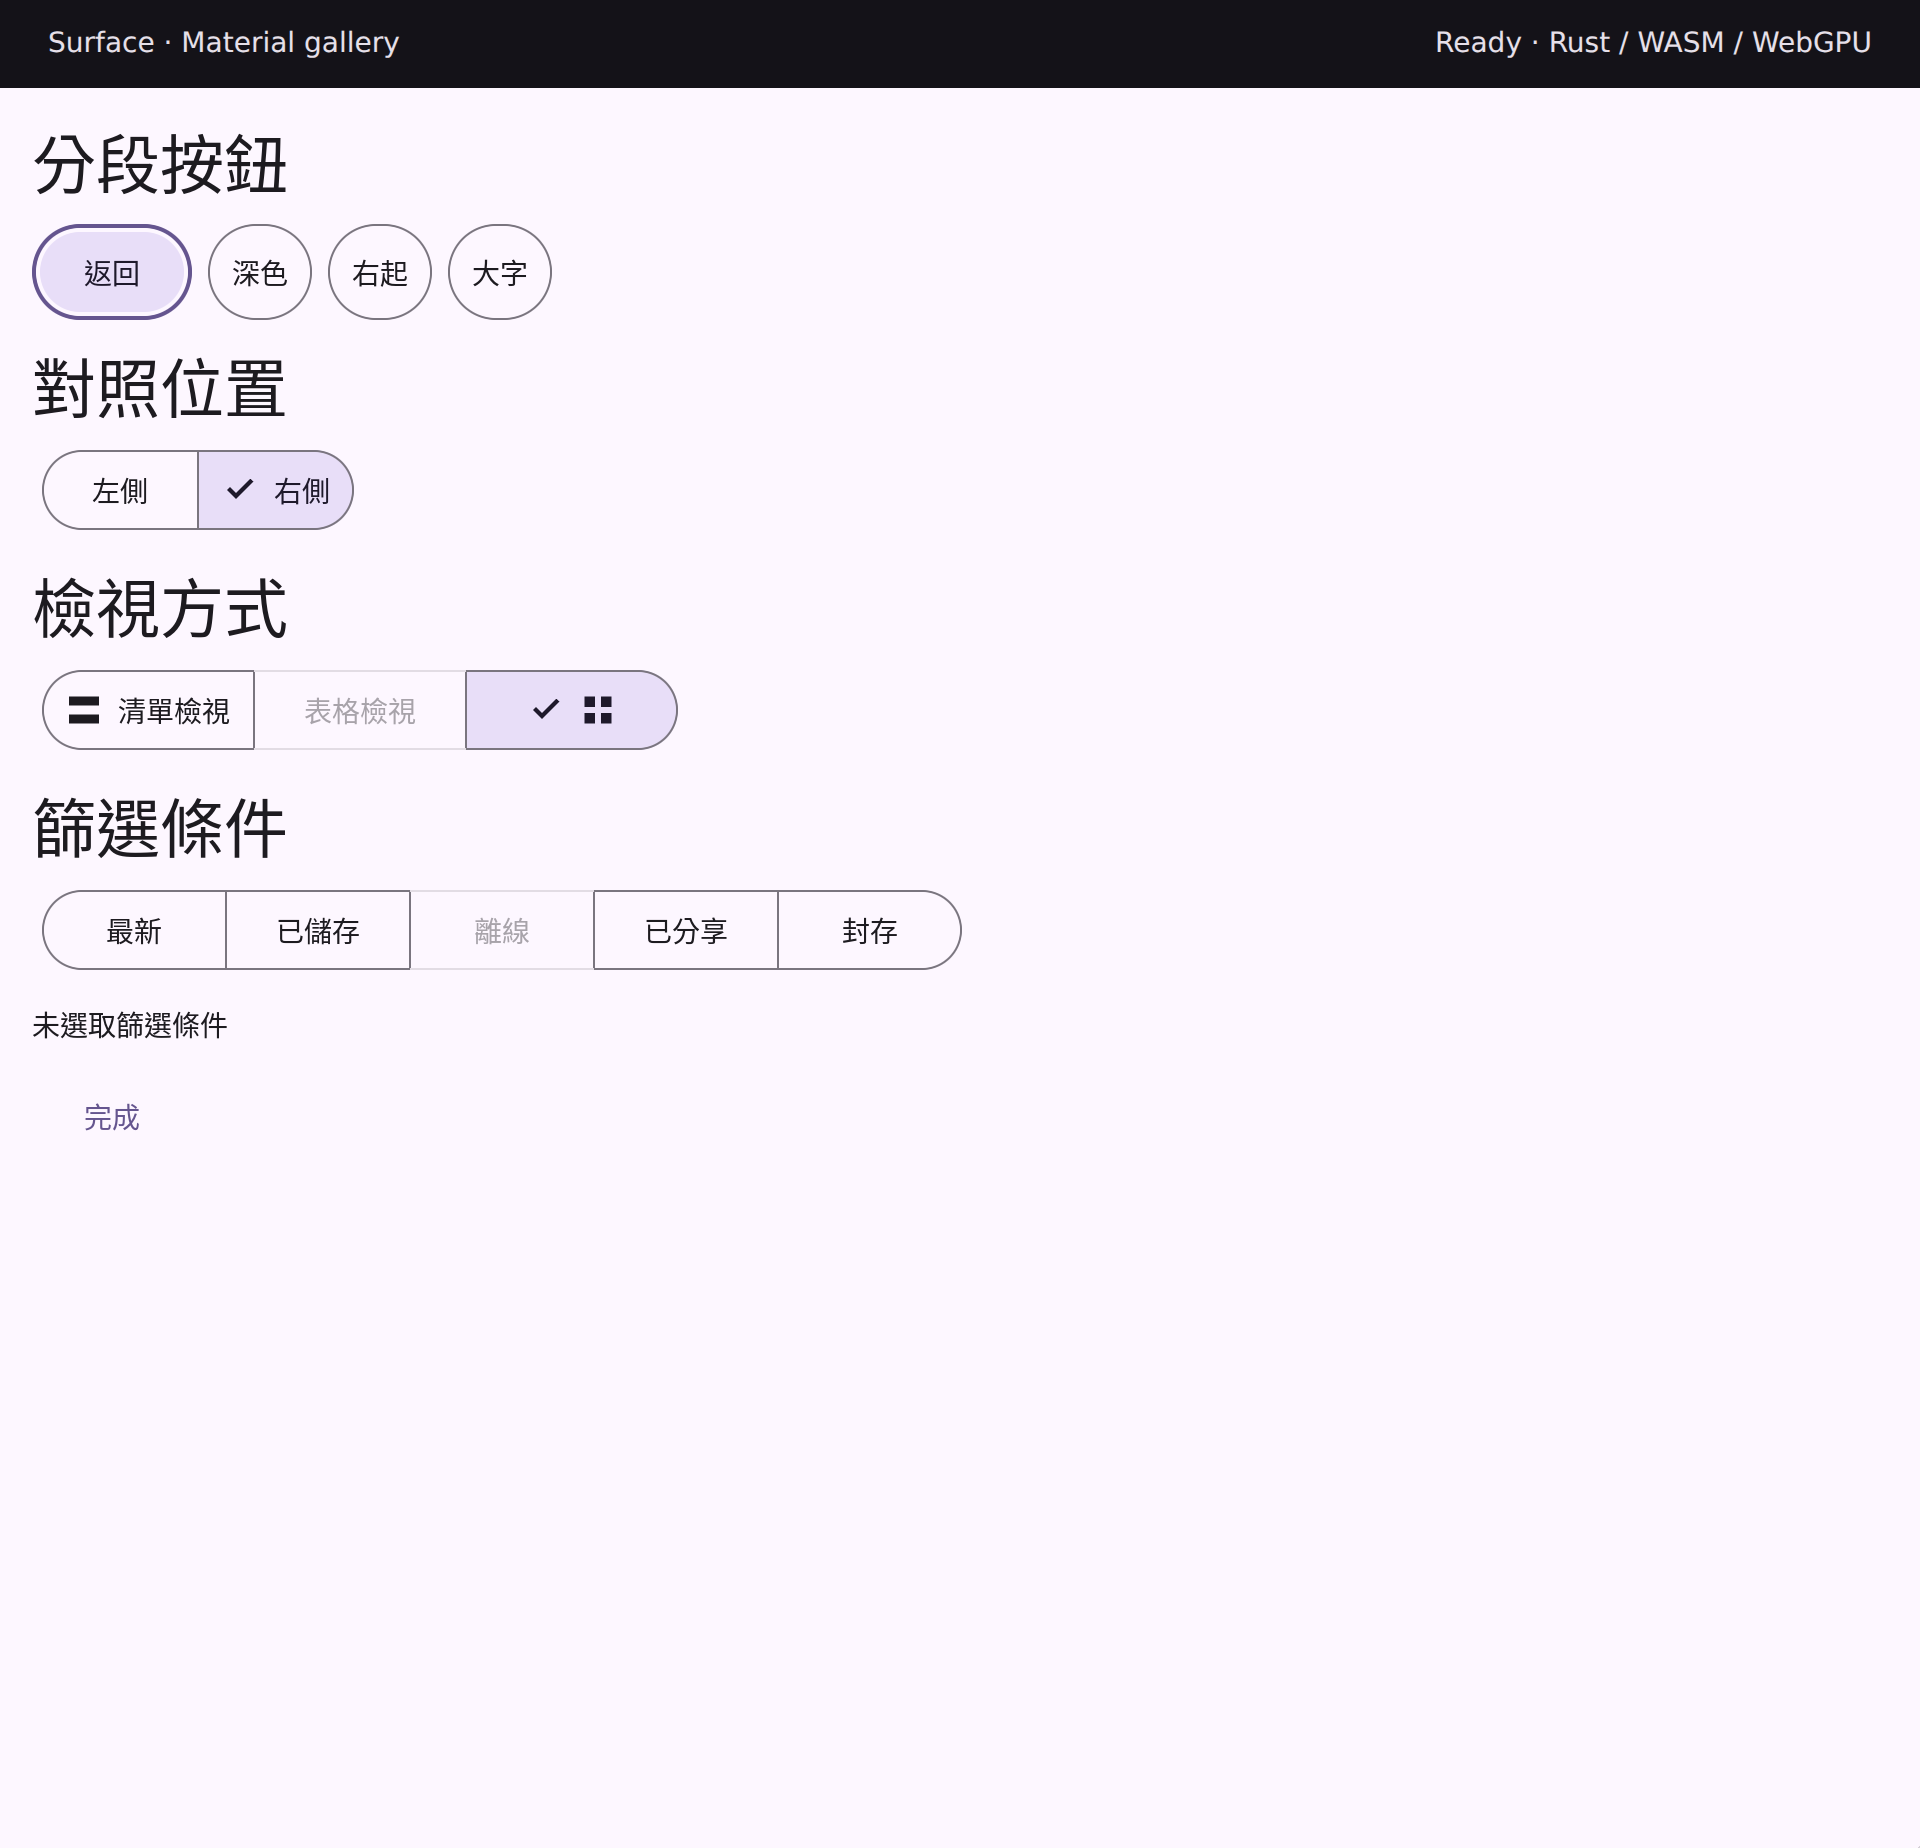 Surface · Material gallery
Ready · Rust / WASM / WebGPU
分段按鈕
返回 深色 右起 大字
對照位置
左側 右側
檢視方式
清單檢視 表格檢視
篩選條件
最新 已儲存 離線 已分享 封存
未選取篩選條件
完成